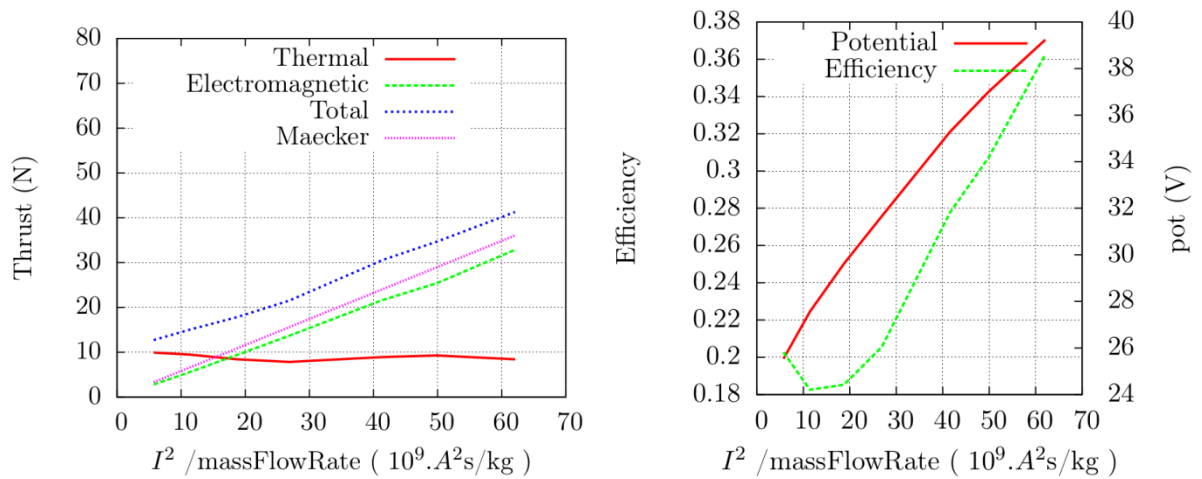 80
70
60
50
40
30
20
10
0
Thrust (N)
Thermal
Electromagnetic
Total
Maecker
0 10 20 30 40 50 60 70
I² /massFlowRate ( 10⁹.A²s/kg )
0.38
0.36
0.34
0.32
0.3
0.28
0.26
0.24
0.22
0.2
0.18
Efficiency
Potential
Efficiency
40
38
36
34
32
30
28
26
24
pot (V)
0 10 20 30 40 50 60 70
I² /massFlowRate ( 10⁹.A²s/kg )